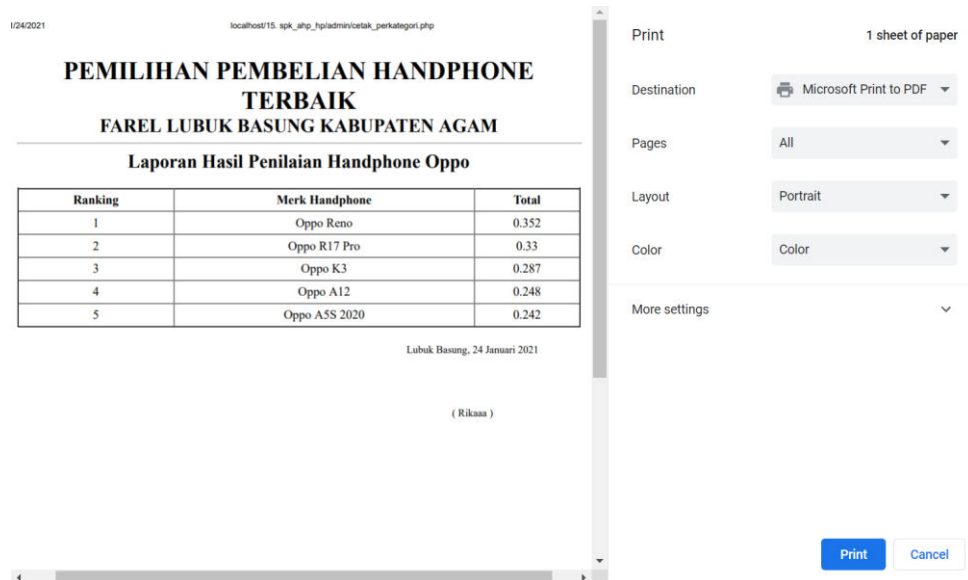 1/24/2021 localhost/15. spk_ahp_hp/admin/cetak_perkategori.php
PEMILIHAN PEMBELIAN HANDPHONE
TERBAIK
FAREL LUBUK BASUNG KABUPATEN AGAM
Laporan Hasil Penilaian Handphone Oppo
Ranking Merk Handphone Total
1 Oppo Reno 0.352
2 Oppo R17 Pro 0.33
3 Oppo K3 0.287
4 Oppo A12 0.248
5 Oppo A5S 2020 0.242
Lubuk Basung, 24 Januari 2021
( Rikaaa )
Print 1 sheet of paper
Destination Microsoft Print to PDF
Pages All
Layout Portrait
Color Color
More settings
Print Cancel